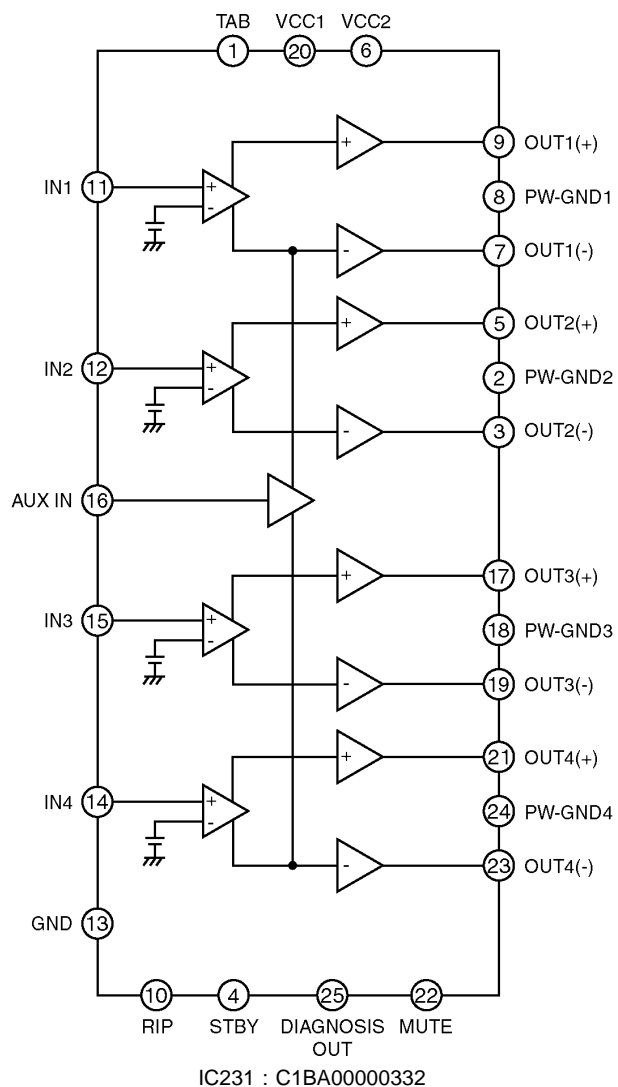 TAB VCC1 VCC2
1 20 6
+ 9 OUT1(+)
IN1 11 + - 8 PW-GND1
- 7 OUT1(-)
+ 5 OUT2(+)
IN2 12 + - 2 PW-GND2
- 3 OUT2(-)
AUX IN 16
+ 17 OUT3(+)
IN3 15 + - 18 PW-GND3
- 19 OUT3(-)
+ 21 OUT4(+)
IN4 14 + - 24 PW-GND4
- 23 OUT4(-)
GND 13
10 4 25 22
RIP STBY DIAGNOSIS MUTE
OUT
IC231 : C1BA00000332